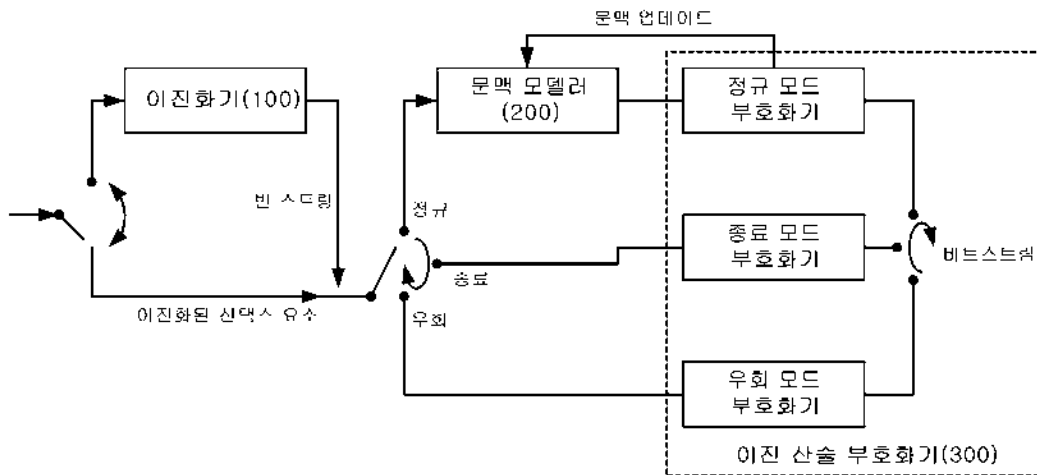 문맥 업데이트
이진화기(100)
문맥 모델러
(200)
정규 모드
부호화기
빈 스트링
정규
종료 모드
부호화기
종료
비트스트림
이진화된 신택스 요소
우회
우회 모드
부호화기
이진 산술 부호화기(300)